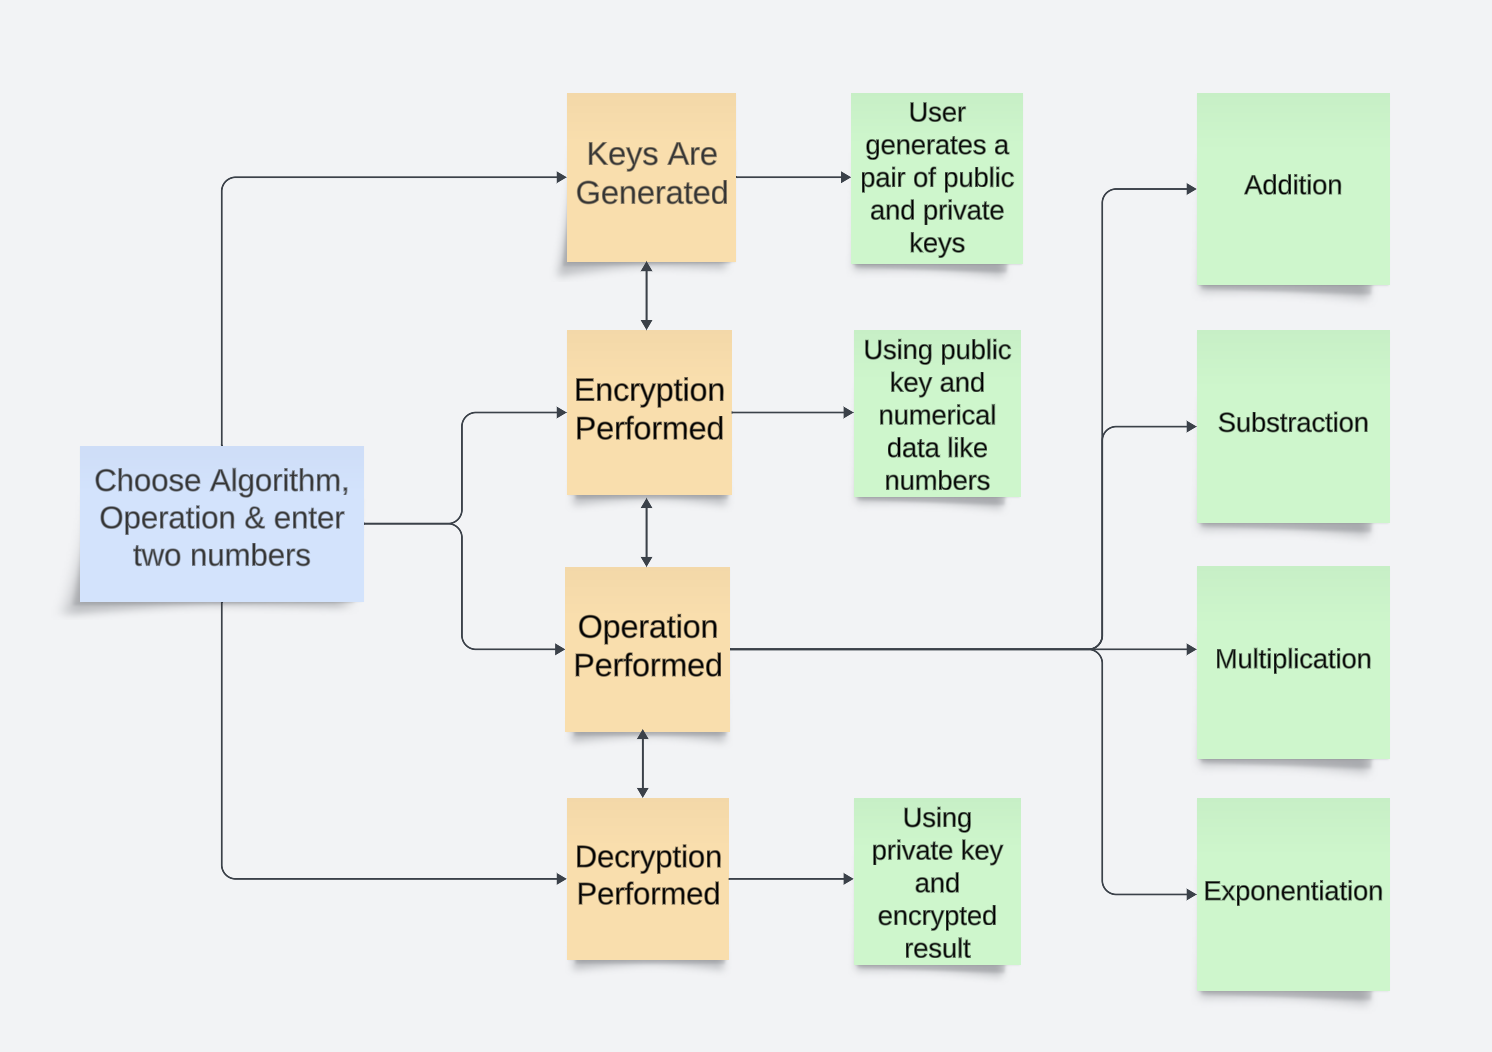 Keys Are
Generated
User
generates a
pair of public
and private
keys
Addition
Encryption
Performed
Using public
key and
numerical
data like
numbers
Substraction
Choose Algorithm,
Operation & enter
two numbers
Operation
Performed
Multiplication
Decryption
Performed
Using
private key
and
encrypted
result
Exponentiation